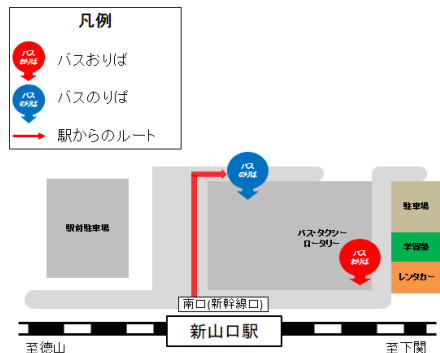 凡例
バス
おりば
バスおりば
バス
のりば
バスのりば
駅からのルート
バス
のりば
駅前駐車場
バス・タクシー
ロータリー
バス
おりば
駐車場
学習塾
レンタカー
南口(新幹線口)
新山口駅
至徳山
至下関